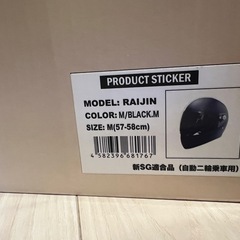 PRODUCT STICKER
MODEL: RAIJIN
COLOR: M/BLACK.M
SIZE: M(57-58cm)
4 582396 681767
新SG適合品（自動二輪乗車用）